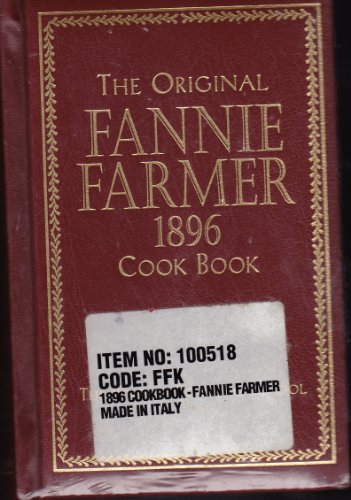 THE ORIGINAL
FANNIE
FARMER
1896
COOK BOOK
ITEM NO: 100518
CODE: FFK
1896 COOKBOOK-FANNIE FARMER
MADE IN ITALY